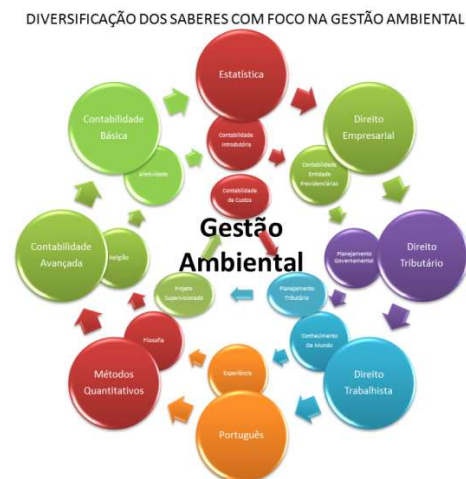 DIVERSIFICAÇÃO DOS SABERES COM FOCO NA GESTÃO AMBIENTAL
Estatística
Contabilidade
Básica
Direito
Empresarial
Contabilidade
Introdutória
Contabilidade
Entidade
Previdenciárias
Efetividade
Contabilidade
de Custos
Gestão
Ambiental
Contabilidade
Avançada
Religião
Planejamento
Governamental
Direito
Tributário
Projeto
Supervisionado
Planejamento
Tributário
Filosofia
Conhecimento
De Mundo
Métodos
Quantitativos
Experiência
Direito
Trabalhista
Português